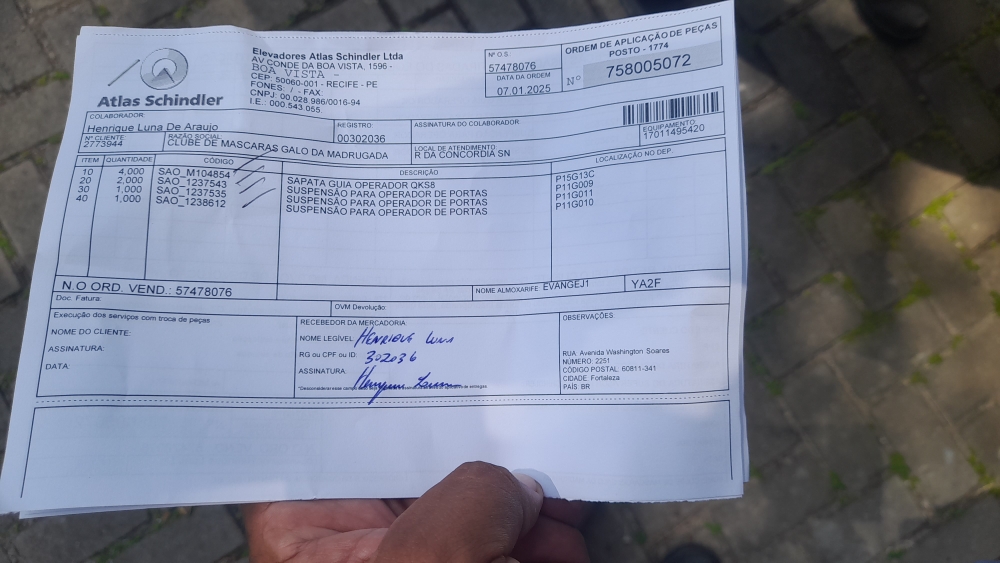 Atlas Schindler
Elevadores Atlas Schindler Ltda
AV CONDE DA BOA VISTA, 1596 -
BOA VISTA -
CEP: 50060-001 - RECIFE - PE
FONES: / - FAX:
CNPJ: 00.028.986/0016-94
I.E.: 000.543.055.
Nº O.S.
57478076
DATA DA ORDEM
07.01.2025
ORDEM DE APLICAÇÃO DE PEÇAS
POSTO - 1774
Nº 758005072
COLABORADOR:
Henrique Luna De Araujo
REGISTRO:
00302036
ASSINATURA DO COLABORADOR
EQUIPAMENTO
17011495420
Nº CLIENTE
2773944
RAZÃO SOCIAL
CLUBE DE MASCARAS GALO DA MADRUGADA
LOCAL DE ATENDIMENTO:
R DA CONCORDIA SN
ITEM QUANTIDADE CÓDIGO DESCRIÇÃO LOCALIZAÇÃO NO DEP.
10 4,000 SAO_M104854 SAPATA GUIA OPERADOR QKS8 P15G13C
20 2,000 SAO_1237543 SUSPENSÃO PARA OPERADOR DE PORTAS P11G009
30 1,000 SAO_1237535 SUSPENSÃO PARA OPERADOR DE PORTAS P11G011
40 1,000 SAO_1238612 SUSPENSÃO PARA OPERADOR DE PORTAS P11G010
N.O ORD. VEND.: 57478076
NOME ALMOXARIFE EVANGEJ1
YA2F
Doc. Fatura:
OVM Devolução
Execução dos serviços com troca de peças
NOME DO CLIENTE:
ASSINATURA:
DATA:
RECEBEDOR DA MERCADORIA
NOME LEGÍVEL HENRIQUE LUNA
RG ou CPF ou ID: 302036
ASSINATURA:
*Desconsiderar esse campo
OBSERVAÇÕES
RUA: Avenida Washington Soares
NÚMERO: 2251
CÓDIGO POSTAL: 60811-341
CIDADE: Fortaleza
PAÍS: BR